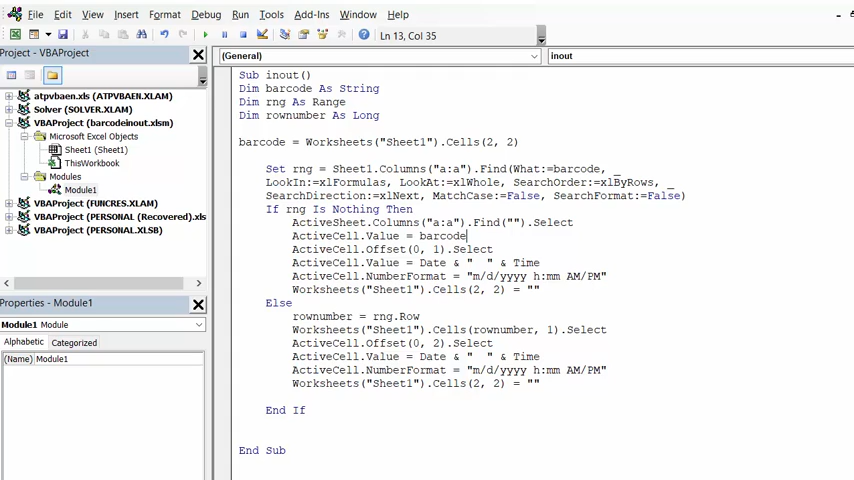 File Edit View Insert Format Debug Run Tools Add-Ins Window Help
Ln 13, Col 35
Project - VBAProject
(General)
inout
atpvbaen.xls (ATPVBAEN.XLAM)
Solver (SOLVER.XLAM)
VBAProject (barcodeinout.xlsm)
Microsoft Excel Objects
Sheet1 (Sheet1)
ThisWorkbook
Modules
Module1
VBAProject (FUNCRES.XLAM)
VBAProject (PERSONAL (Recovered).xls
VBAProject (PERSONAL.XLSB)
Properties - Module1
Module1 Module
Alphabetic Categorized
(Name) Module1
Sub inout()
Dim barcode As String
Dim rng As Range
Dim rownumber As Long
barcode = Worksheets("Sheet1").Cells(2, 2)
Set rng = Sheet1.Columns("a:a").Find(What:=barcode, _
LookIn:=xlFormulas, LookAt:=xlWhole, SearchOrder:=xlByRows, _
SearchDirection:=xlNext, MatchCase:=False, SearchFormat:=False)
If rng Is Nothing Then
ActiveSheet.Columns("a:a").Find("").Select
ActiveCell.Value = barcode
ActiveCell.Offset(0, 1).Select
ActiveCell.Value = Date & "  " & Time
ActiveCell.NumberFormat = "m/d/yyyy h:mm AM/PM"
Worksheets("Sheet1").Cells(2, 2) = ""
Else
rownumber = rng.Row
Worksheets("Sheet1").Cells(rownumber, 1).Select
ActiveCell.Offset(0, 2).Select
ActiveCell.Value = Date & "  " & Time
ActiveCell.NumberFormat = "m/d/yyyy h:mm AM/PM"
Worksheets("Sheet1").Cells(2, 2) = ""
End If
End Sub